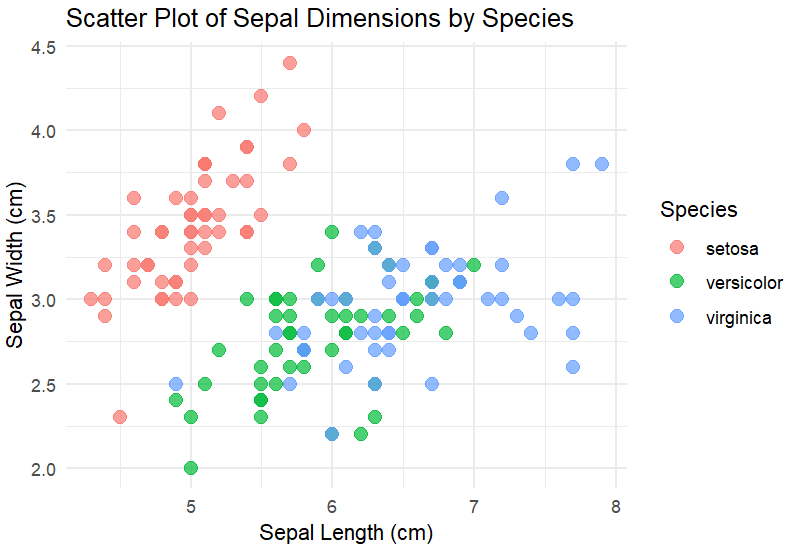 Scatter Plot of Sepal Dimensions by Species
Sepal Width (cm)
4.5
4.0
3.5
3.0
2.5
2.0
5 6 7 8
Sepal Length (cm)
Species
setosa
versicolor
virginica